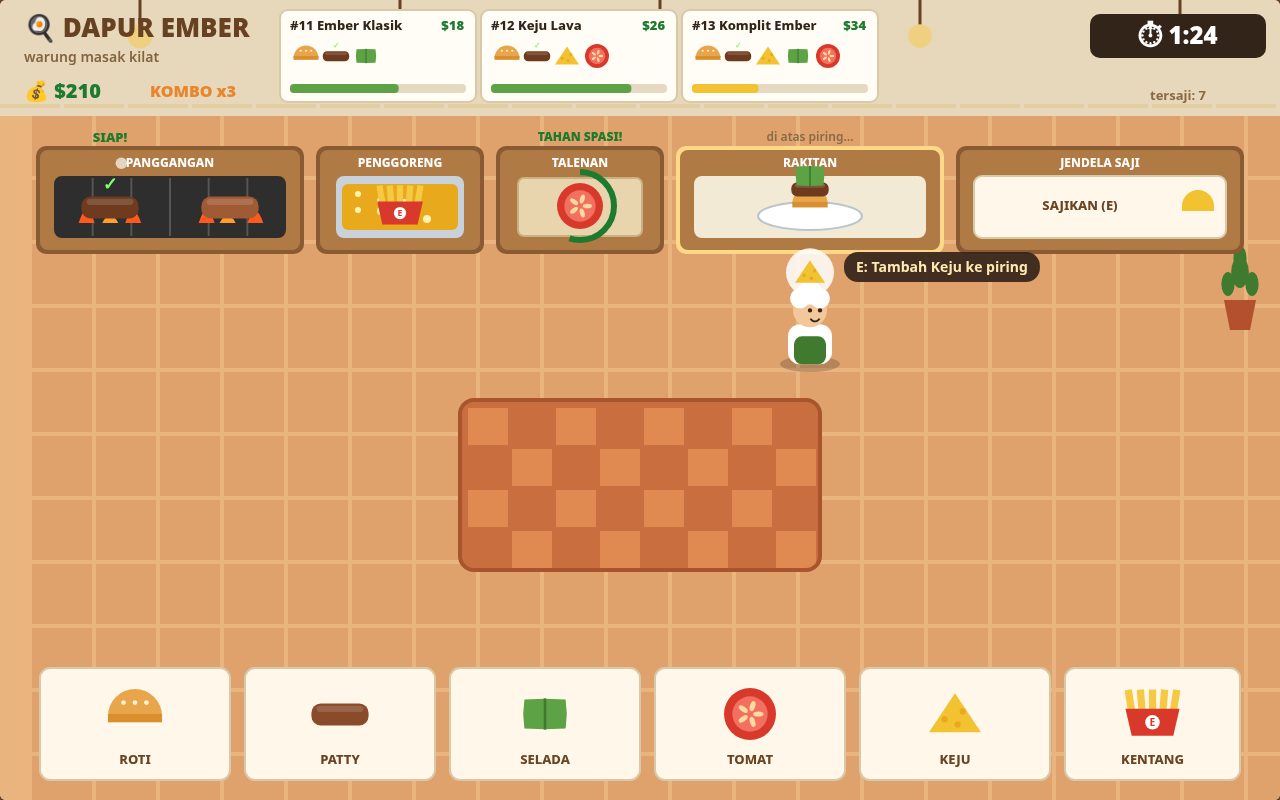 DAPUR EMBER
warung masak kilat
$210
KOMBO x3
#11 Ember Klasik $18
#12 Keju Lava $26
#13 Komplit Ember $34
1:24
tersaji: 7
SIAP!
PANGGANGAN
PENGGORENG
E
TAHAN SPASI!
TALENAN
di atas piring...
RAKITAN
JENDELA SAJI
SAJIKAN (E)
E: Tambah Keju ke piring
ROTI
PATTY
SELADA
TOMAT
KEJU
E
KENTANG